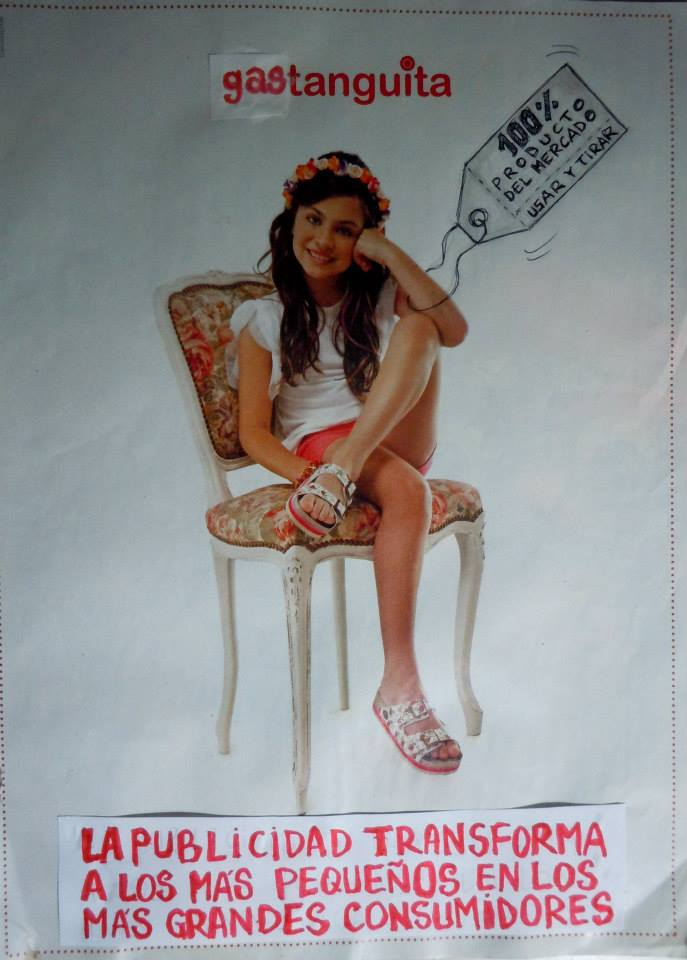 gastanguita
100%
PRODUCTO
DEL MERCADO
USAR Y TIRAR
LA PUBLICIDAD TRANSFORMA
A LOS MÁS PEQUEÑOS EN LOS
MÁS GRANDES CONSUMIDORES